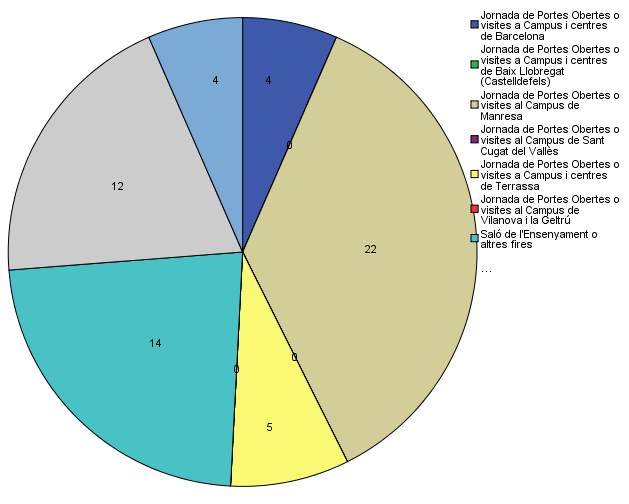 Jornada de Portes Obertes o
visites a Campus i centres
de Barcelona
Jornada de Portes Obertes o
visites a Campus i centres
de Baix Llobregat
(Castelldefels)
Jornada de Portes Obertes o
visites al Campus de
Manresa
Jornada de Portes Obertes o
visites al Campus de Sant
Cugat del Vallès
Jornada de Portes Obertes o
visites a Campus i centres
de Terrassa
Jornada de Portes Obertes o
visites al Campus de
Vilanova i la Geltrú
Saló de l'Ensenyament o
altres fires
...
4
4
0
12
22
14
0
0
5